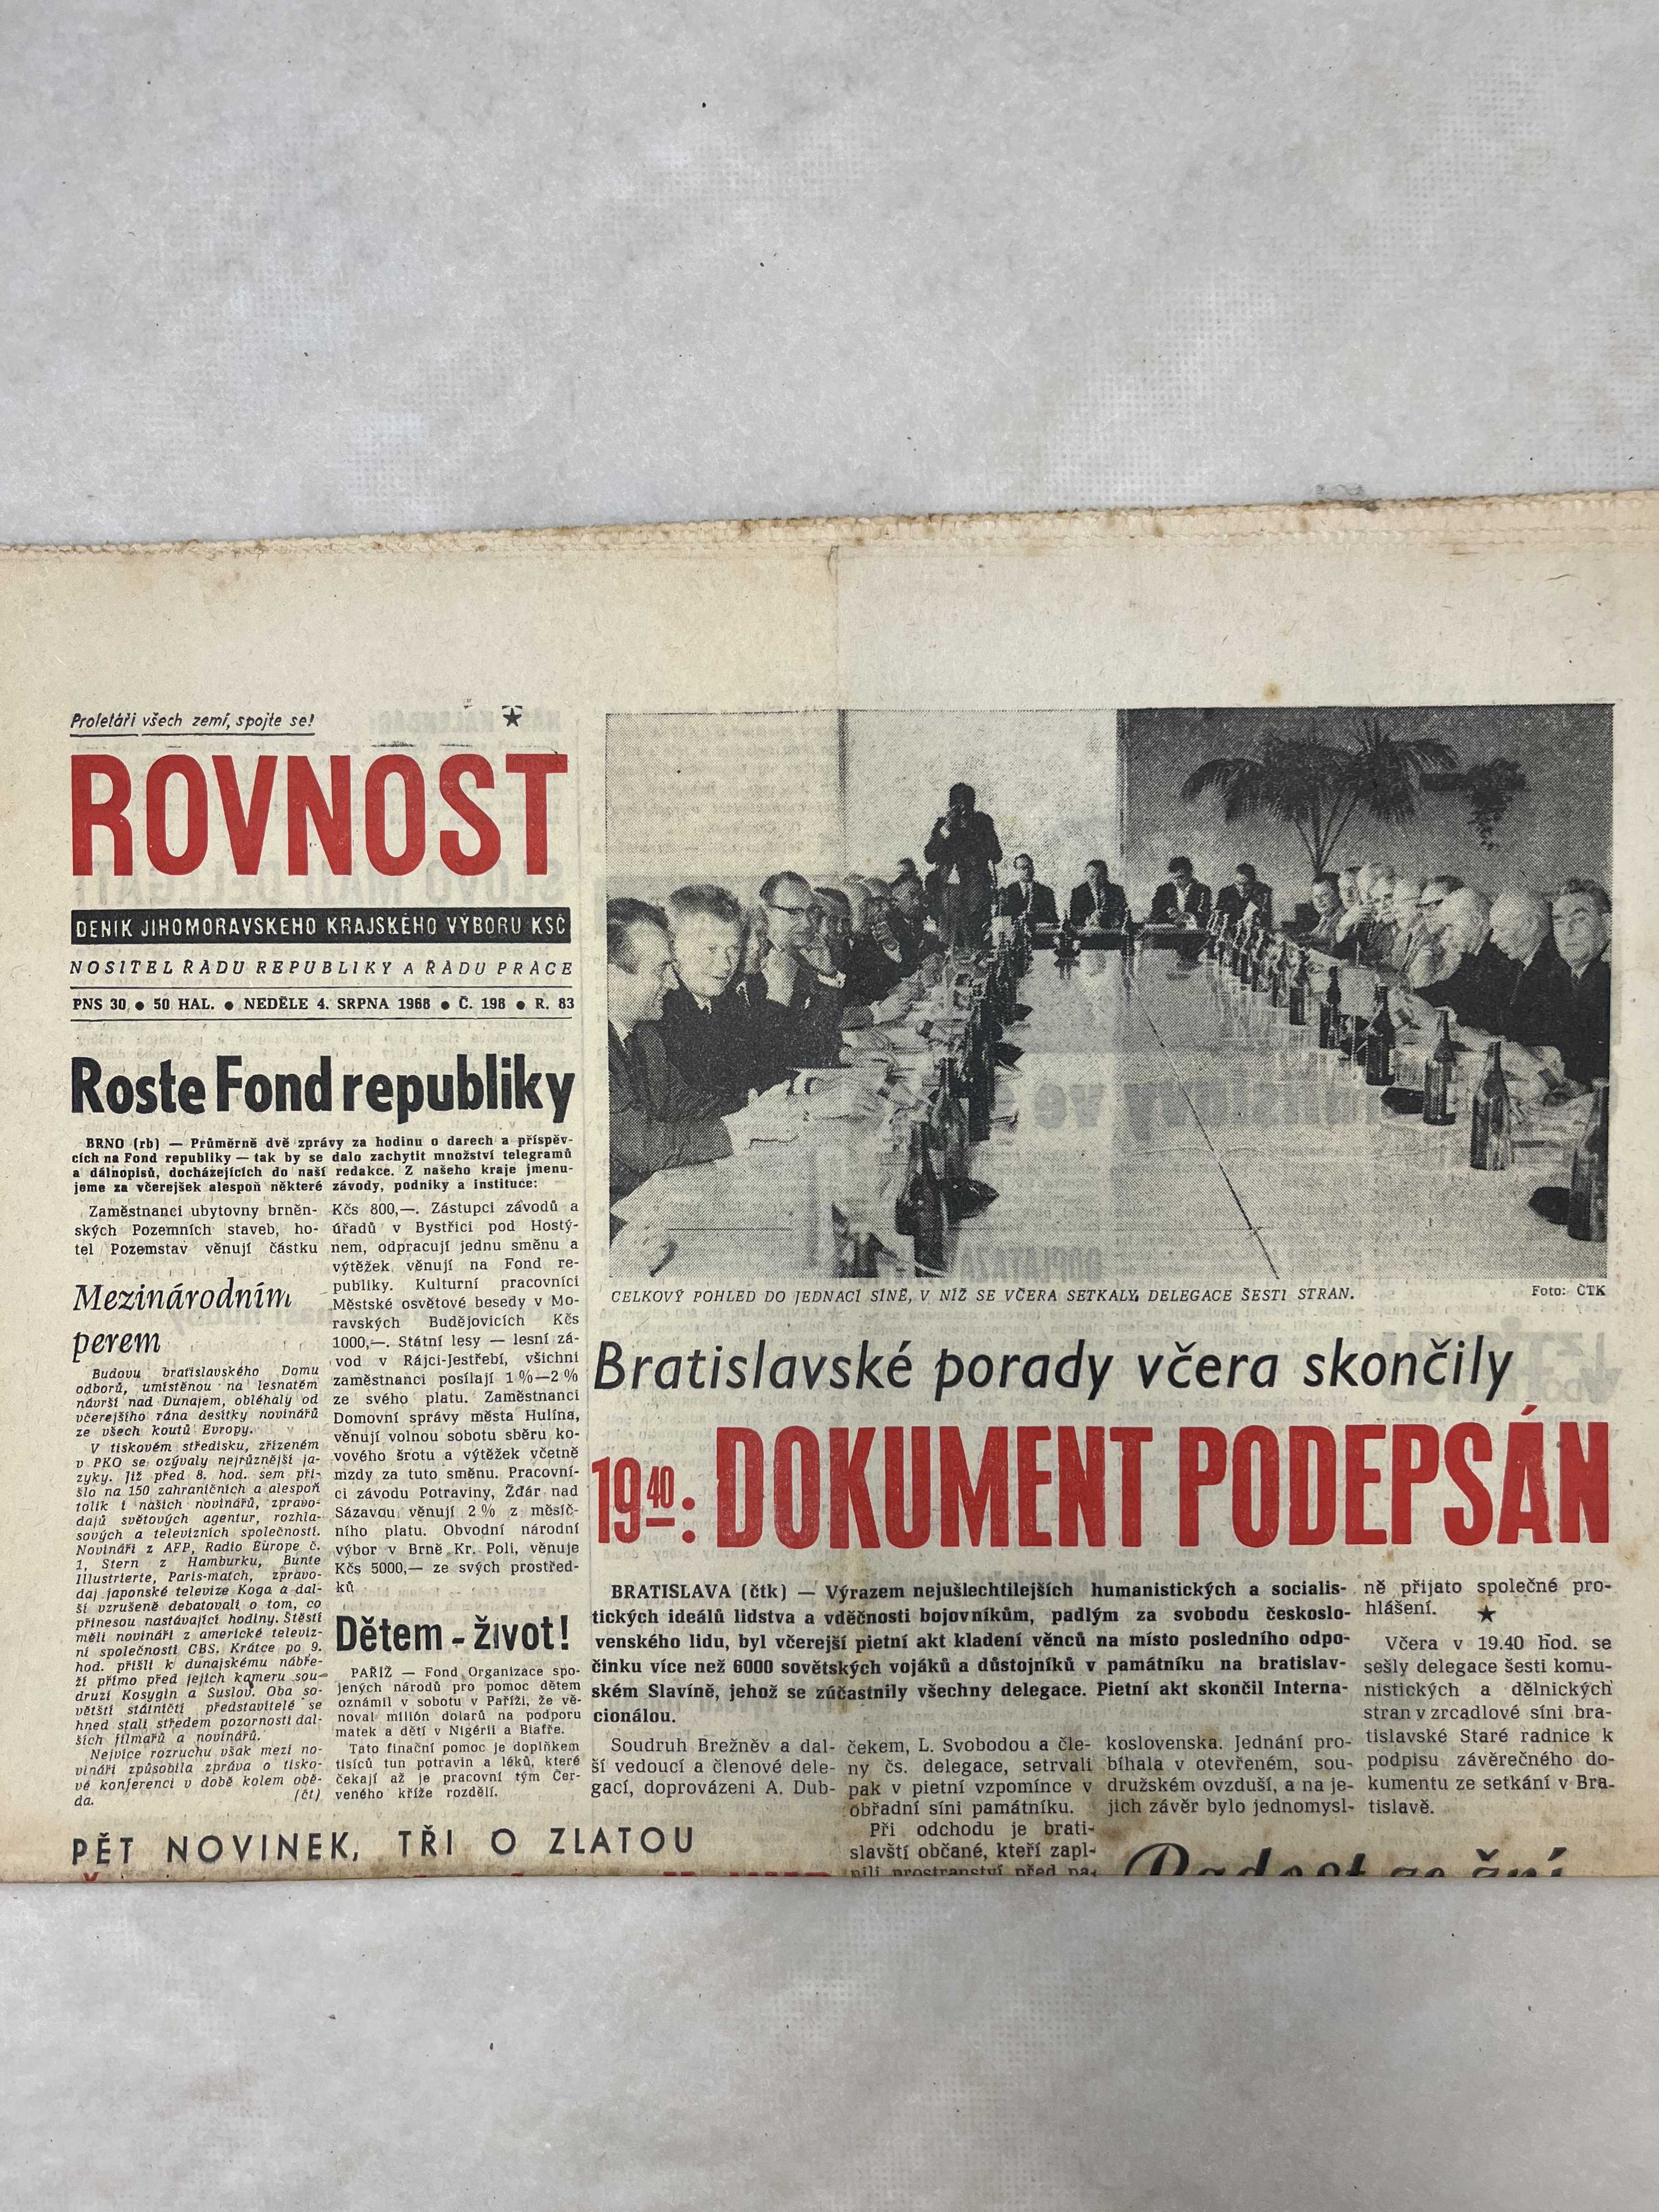 Proletáři všech zemí, spojte se!
ROVNOST
DENÍK JIHOMORAVSKÉHO KRAJSKÉHO VÝBORU KSČ
NOSITEL ŘÁDU REPUBLIKY A ŘÁDU PRÁCE
PNS 30 ● 50 HAL. ● NEDĚLE 4. SRPNA 1968 ● Č. 198 ● R. 83
Roste Fond republiky
BRNO (rb) — Průměrně dvě zprávy za hodinu o darech a příspěv-
cích na Fond republiky — tak by se dalo zachytit množství telegramů
a dálnopisů, docházejících do naší redakce. Z našeho kraje jmenu-
jeme za včerejšek alespoň některé závody, podniky a instituce:
Zaměstnanci ubytovny brněn-
ských Pozemních staveb, ho-
tel Pozemstav věnují částku
Kčs 800,—. Zástupci závodů a
úřadů v Bystřici pod Hostý-
nem, odpracují jednu směnu a
výtěžek věnují na Fond re-
publiky. Kulturní pracovníci
Městské osvětové besedy v Mo-
ravských Budějovicích Kčs
1000,—. Státní lesy — lesní zá-
vod v Rájci-Jestřebí, všichni
zaměstnanci posílají 1 %—2 %
ze svého platu. Zaměstnanci
Domovní správy města Hulína,
věnují volnou sobotu sběru ko-
vového šrotu a výtěžek včetně
mzdy za tuto směnu. Pracovní-
ci závodu Potraviny, Žďár nad
Sázavou věnují 2 % z měsíč-
ního platu. Obvodní národní
výbor v Brně Kr. Poli, věnuje
Kčs 5000,— ze svých prostřed-
ků
Mezinárodním
perem
Budovu bratislavského Domu
odborů, umístěnou na lesnatém
návrší nad Dunajem, obléhaly od
včerejšího rána desítky novinářů
ze všech koutů Evropy.
V tiskovém středisku, zřízeném
v PKO se ozývaly nejrůznější ja-
zyky. Již před 8. hod. sem při-
šlo na 150 zahraničních a alespoň
tolik i našich novinářů, zpravo-
dajů světových agentur, rozhla-
sových a televizních společností.
Novináři z AFP, Radio Europe č.
1, Stern z Hamburku, Bunte
Illustrierte, Paris-match, zpravo-
daj japonské televize Koga a dal-
ší vzrušeně debatovali o tom, co
přinesou nastávající hodiny. Štěstí
měli novináři z americké televiz-
ní společnosti CBS. Krátce po 9.
hod. přišli k dunajskému nábře-
ží přímo před jejich kameru sou-
druzi Kosygin a Suslov. Oba so-
větští státničtí představitelé se
hned stali středem pozornosti dal-
ších filmařů a novinářů.
Nejvíce rozruchu však mezi no-
vináři způsobila zpráva o tisko-
vé konferenci v době kolem obě-
da. (čt)
Dětem - život!
PAŘÍŽ — Fond Organizace spo-
jených národů pro pomoc dětem
oznámil v sobotu v Paříži, že vě-
noval milión dolarů na podporu
matek a dětí v Nigérii a Biafře.
Tato finanční pomoc je doplňkem
tisíců tun potravin a léků, které
čekají až je pracovní tým Čer-
veného kříže rozdělí.
PĚT NOVINEK, TŘI O ZLATOU
CELKOVÝ POHLED DO JEDNACÍ SÍNĚ, V NÍŽ SE VČERA SETKALY DELEGACE ŠESTI STRAN.
Foto: ČTK
Bratislavské porady včera skončily
19⁴⁰: DOKUMENT PODEPSÁN
BRATISLAVA (čtk) — Výrazem nejušlechtilejších humanistických a socialis-
tických ideálů lidstva a vděčnosti bojovníkům, padlým za svobodu českoslo-
venského lidu, byl včerejší pietní akt kladení věnců na místo posledního odpo-
činku více než 6000 sovětských vojáků a důstojníků v památníku na bratislav-
ském Slavíně, jehož se zúčastnily všechny delegace. Pietní akt skončil Interna-
cionálou.
Soudruh Brežněv a dal-
ší vedoucí a členové dele-
gací, doprovázeni A. Dub-
čekem, L. Svobodou a čle-
ny čs. delegace, setrvali
pak v pietní vzpomínce v
obřadní síni památníku.
Při odchodu je brati-
slavští občané, kteří zapl-
nili prostranství před pa-
koslovenska. Jednání pro-
bíhala v otevřeném, sou-
družském ovzduší, a na je-
jich závěr bylo jednomysl-
ně přijato společné pro-
hlášení.
★
Včera v 19.40 hod. se
sešly delegace šesti komu-
nistických a dělnických
stran v zrcadlové síni bra-
tislavské Staré radnice k
podpisu závěrečného do-
kumentu ze setkání v Bra-
tislavě.
Radost ze žní